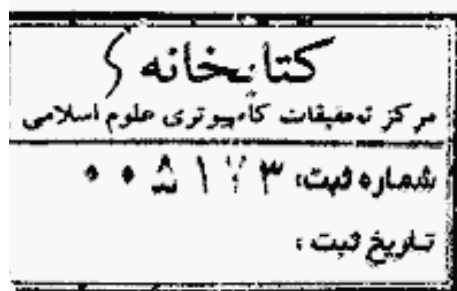 کتابخانه
مرکز تحقیقات کامپیوتری علوم اسلامی
شماره ثبت:
تاریخ ثبت: